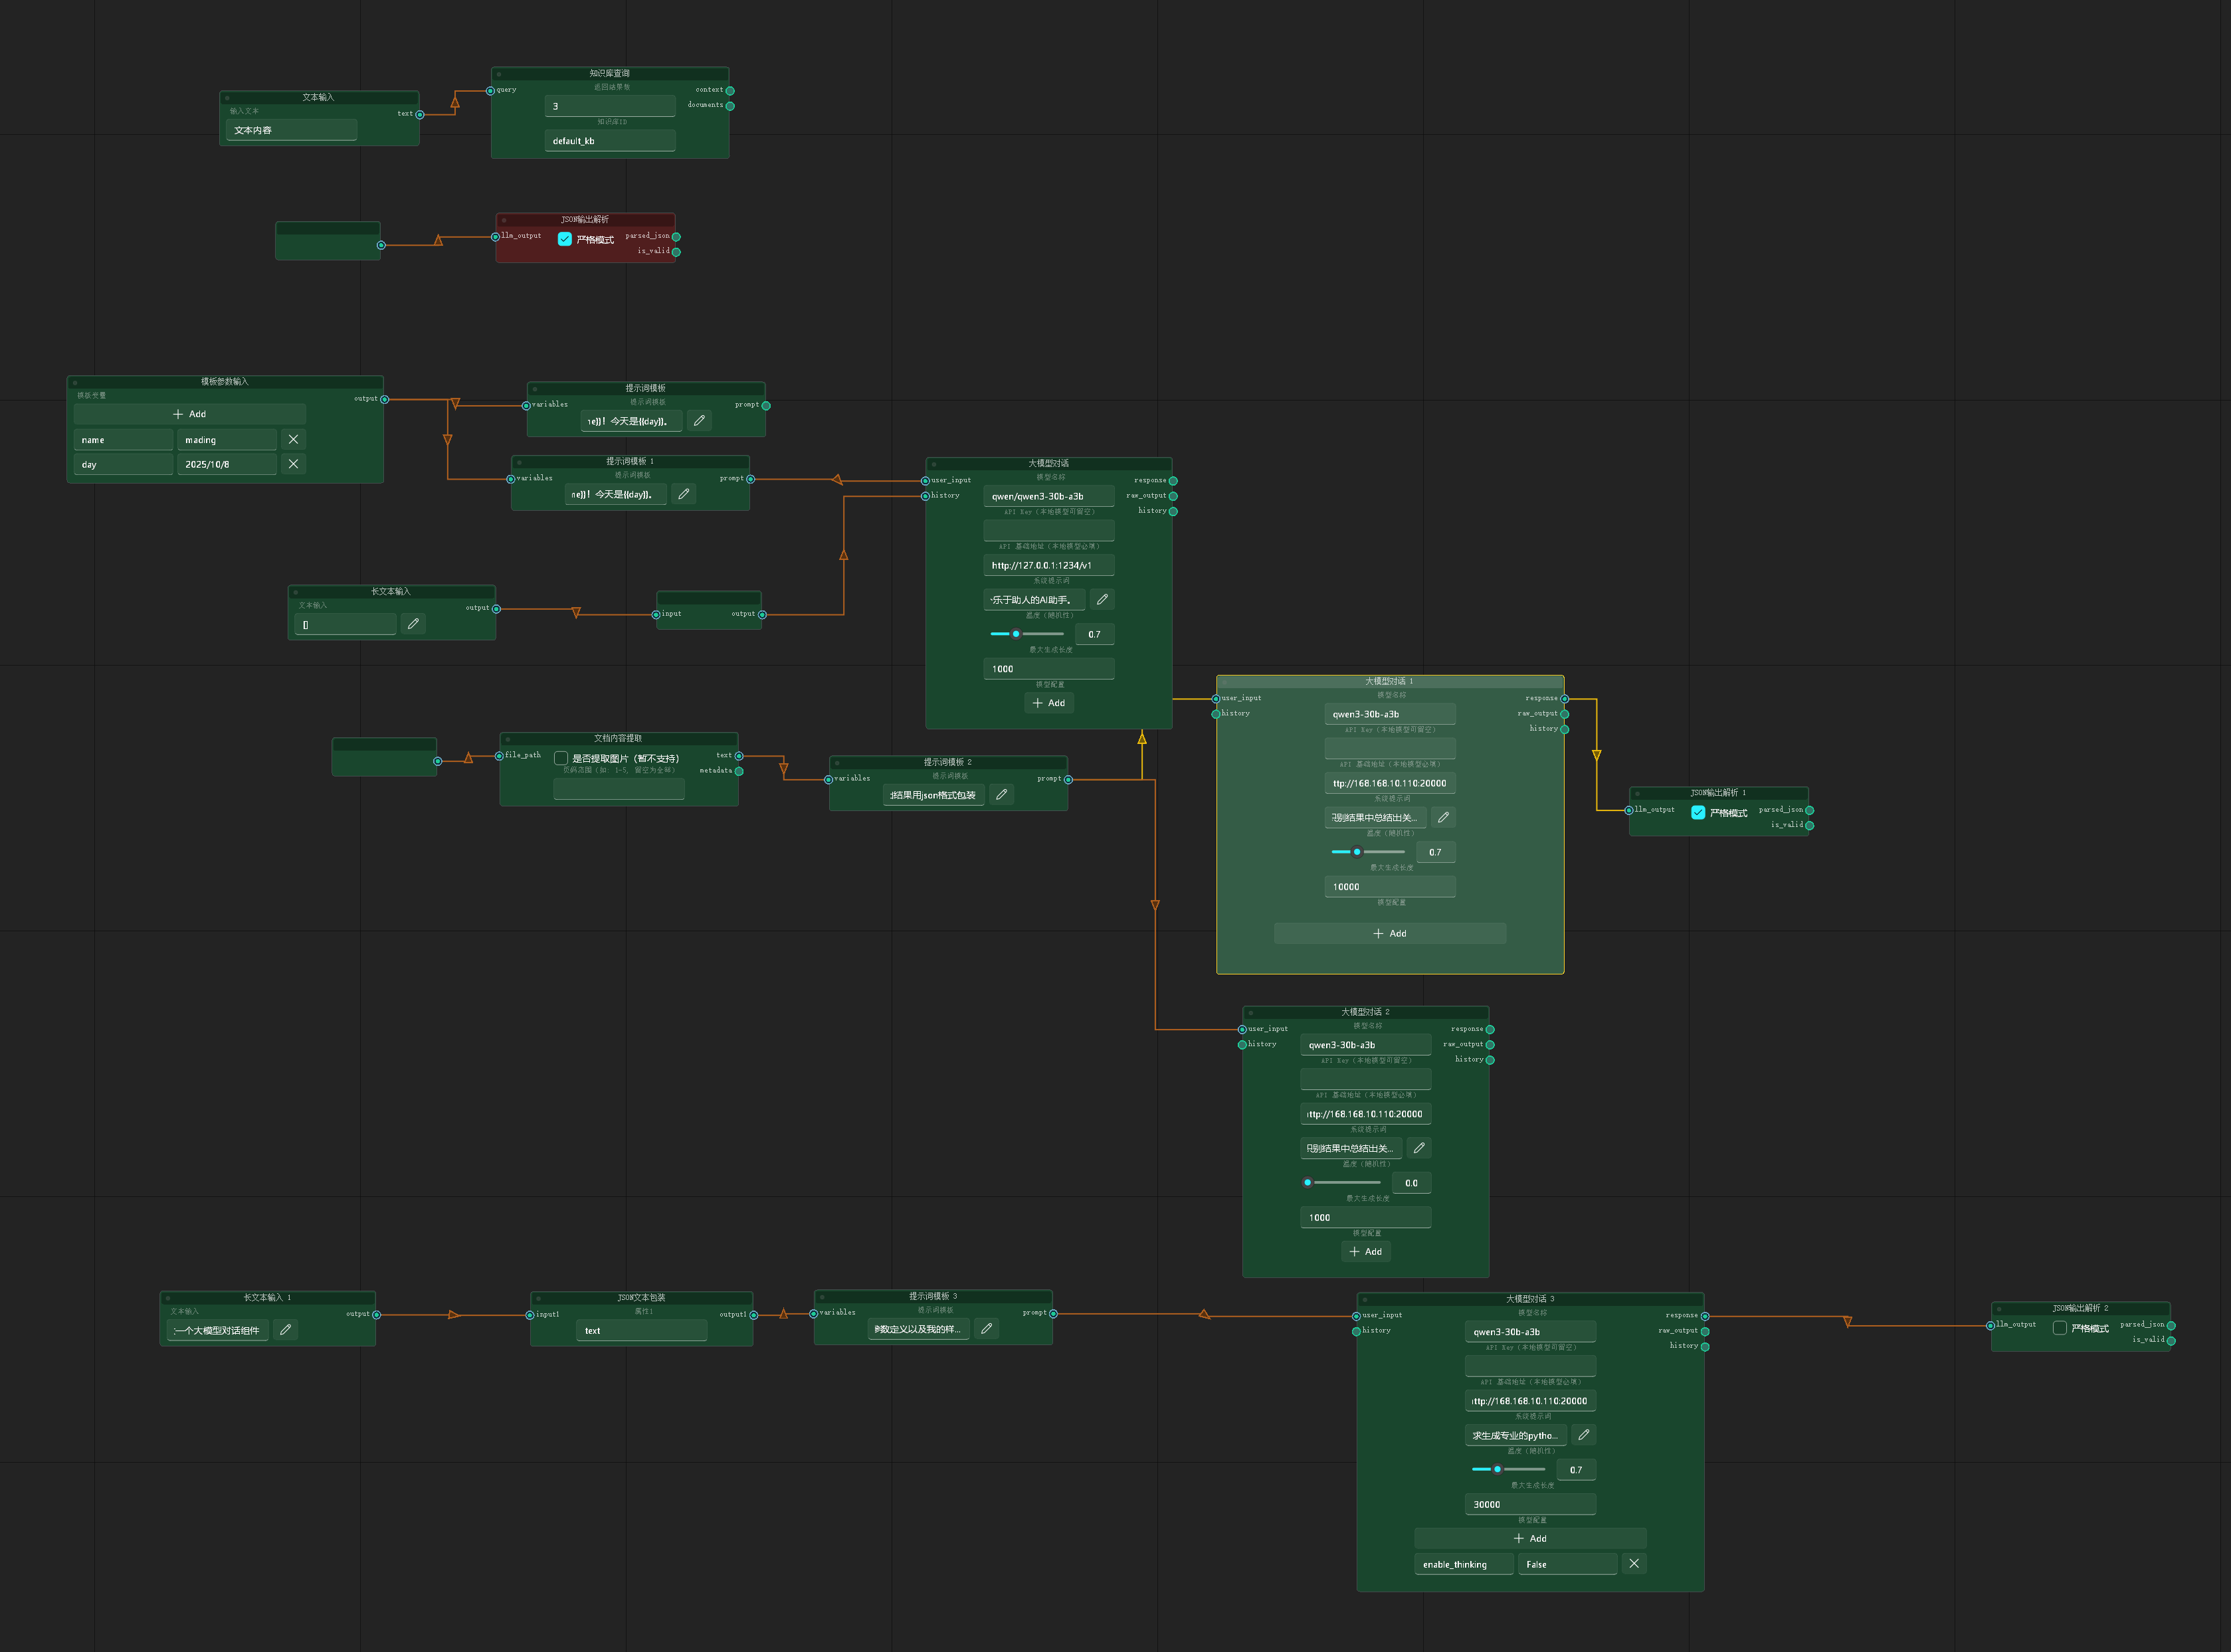 文本输入
输入文本
text
文本内容
知识库查询
query
返回结果数
context
3
documents
知识库ID
default_kb
JSON输出解析
llm_output
严格模式
parsed_json
is_valid
模板参数输入
模板变量
output
Add
name
mading
day
2025/10/8
提示词模板
variables
提示词模板
prompt
ne}}！今天是{{day}}。
提示词模板 1
variables
提示词模板
prompt
ne}}！今天是{{day}}。
长文本输入
文本输入
output
[]
input
output
大模型对话
user_input
模型名称
response
history
qwen/qwen3-30b-a3b
raw_output
API Key（本地模型可留空）
history
API 基础地址（本地模型必填）
http://127.0.0.1:1234/v1
系统提示词
乐于助人的AI助手。
温度（随机性）
0.7
最大生成长度
1000
模型配置
Add
文档内容提取
file_path
是否提取图片（暂不支持）
text
页码范围（如: 1-5, 留空为全部）
metadata
提示词模板 2
variables
提示词模板
prompt
结果用json格式包装
大模型对话 1
user_input
模型名称
response
history
qwen3-30b-a3b
raw_output
API Key（本地模型可留空）
history
API 基础地址（本地模型必填）
ttp://168.168.10.110:20000
系统提示词
识别结果中总结出关...
温度（随机性）
0.7
最大生成长度
10000
模型配置
Add
JSON输出解析 1
llm_output
严格模式
parsed_json
is_valid
大模型对话 2
user_input
模型名称
response
history
qwen3-30b-a3b
raw_output
API Key（本地模型可留空）
history
API 基础地址（本地模型必填）
ttp://168.168.10.110:20000
系统提示词
识别结果中总结出关...
温度（随机性）
0.0
最大生成长度
1000
模型配置
Add
长文本输入 1
文本输入
output
一个大模型对话组件
JSON文本包装
input1
属性1
output1
text
提示词模板 3
variables
提示词模板
prompt
参数定义以及我的样...
大模型对话 3
user_input
模型名称
response
history
qwen3-30b-a3b
raw_output
API Key（本地模型可留空）
history
API 基础地址（本地模型必填）
ttp://168.168.10.110:20000
系统提示词
求生成专业的pytho...
温度（随机性）
0.7
最大生成长度
30000
模型配置
Add
enable_thinking
False
JSON输出解析 2
llm_output
严格模式
parsed_json
is_valid